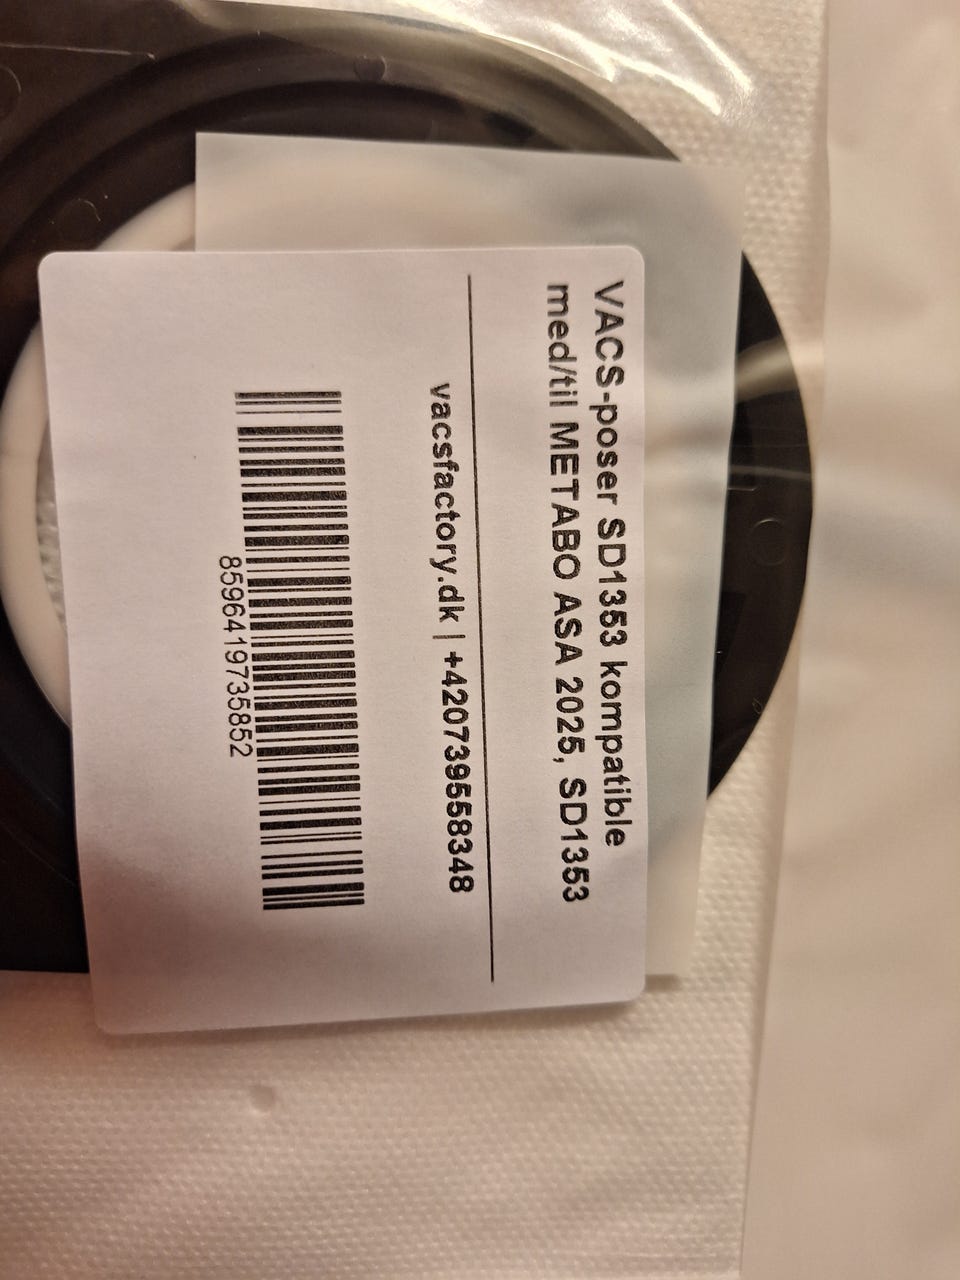 VACS-poser SD1353 kompatible
med/til METABO ASA 2025, SD1353
vacsfactory.dk | +420739558348
8596419735852